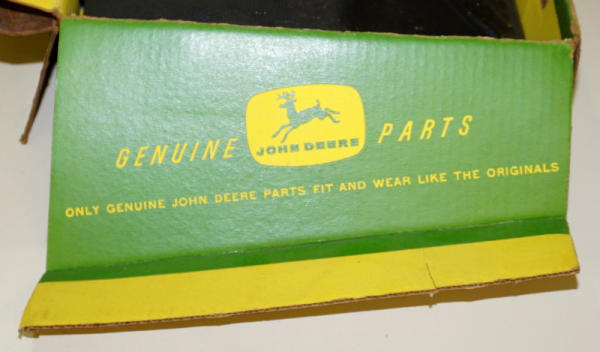 GENUINE JOHN DEERE PARTS
ONLY GENUINE JOHN DEERE PARTS FIT AND WEAR LIKE THE ORIGINALS